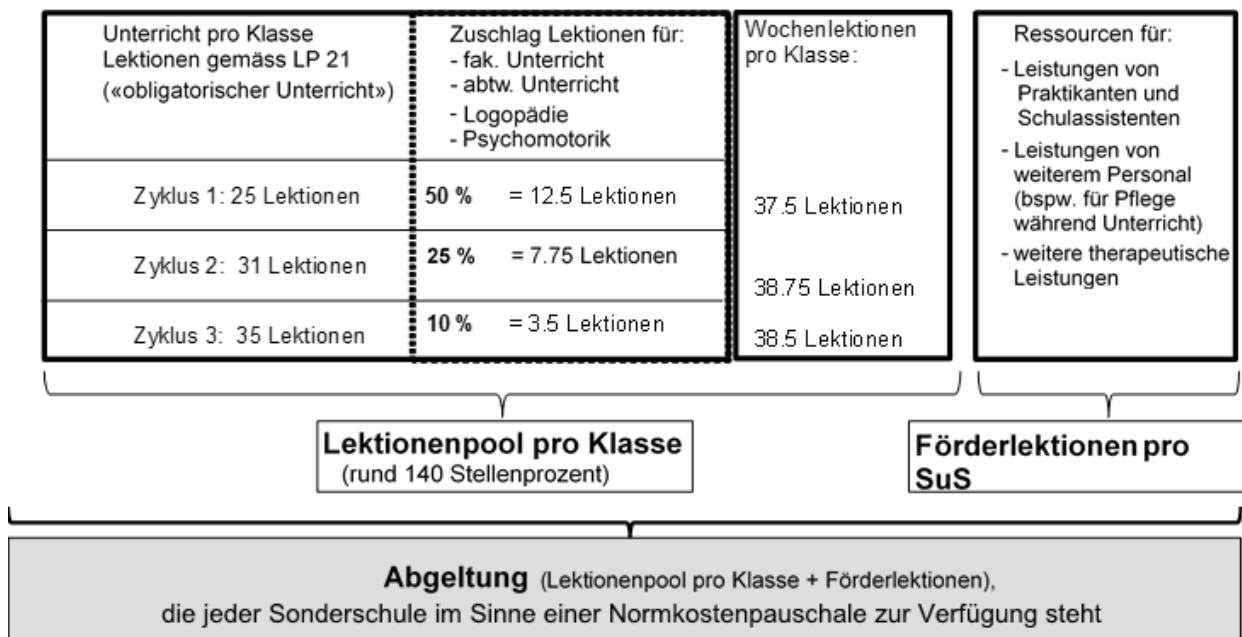 Unterricht pro Klasse
Lektionen gemäss LP 21
(«obligatorischer Unterricht»)
Zuschlag Lektionen für:
- fak. Unterricht
- abtw. Unterricht
- Logopädie
- Psychomotorik
Wochenlektionen
pro Klasse:
Zyklus 1: 25 Lektionen
50 % = 12.5 Lektionen
37.5 Lektionen
Zyklus 2: 31 Lektionen
25 % = 7.75 Lektionen
38.75 Lektionen
Zyklus 3: 35 Lektionen
10 % = 3.5 Lektionen
38.5 Lektionen
Ressourcen für:
- Leistungen von
Praktikanten und
Schulassistenten
- Leistungen von
weiterem Personal
(bspw. für Pflege
während Unterricht)
- weitere therapeutische
Leistungen
Lektionenpool pro Klasse
(rund 140 Stellenprozent)
Förderlektionen pro
SuS
Abgeltung (Lektionenpool pro Klasse + Förderlektionen),
die jeder Sonderschule im Sinne einer Normkostenpauschale zur Verfügung steht